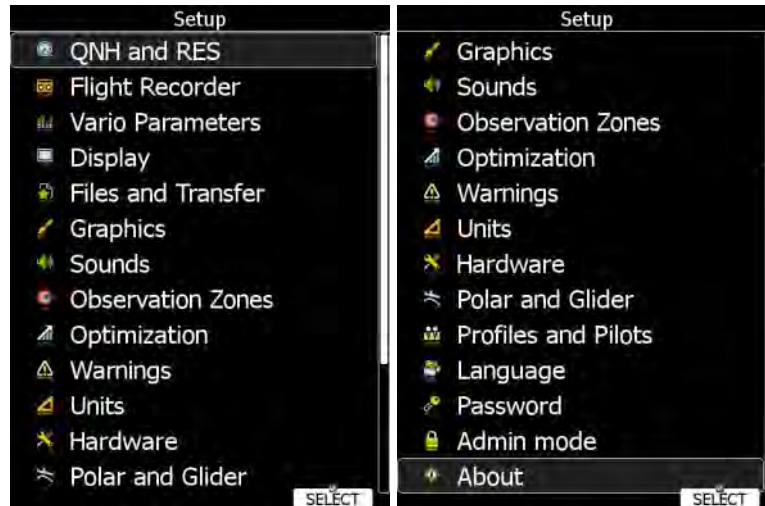 Setup
QNH and RES
Flight Recorder
Vario Parameters
Display
Files and Transfer
Graphics
Sounds
Observation Zones
Optimization
Warnings
Units
Hardware
Polar and Glider
SELECT
Setup
Graphics
Sounds
Observation Zones
Optimization
Warnings
Units
Hardware
Polar and Glider
Profiles and Pilots
Language
Password
Admin mode
About
SELECT